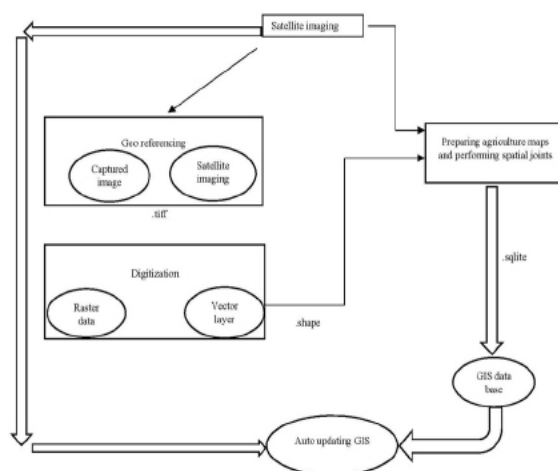 Satellite imaging
Geo referencing
Captured
image
Satellite
imaging
.tiff
Preparing agriculture maps
and performing spatial joints
Digitization
Raster
data
Vector
layer
.shape
.sqlite
GIS data
base
Auto updating GIS